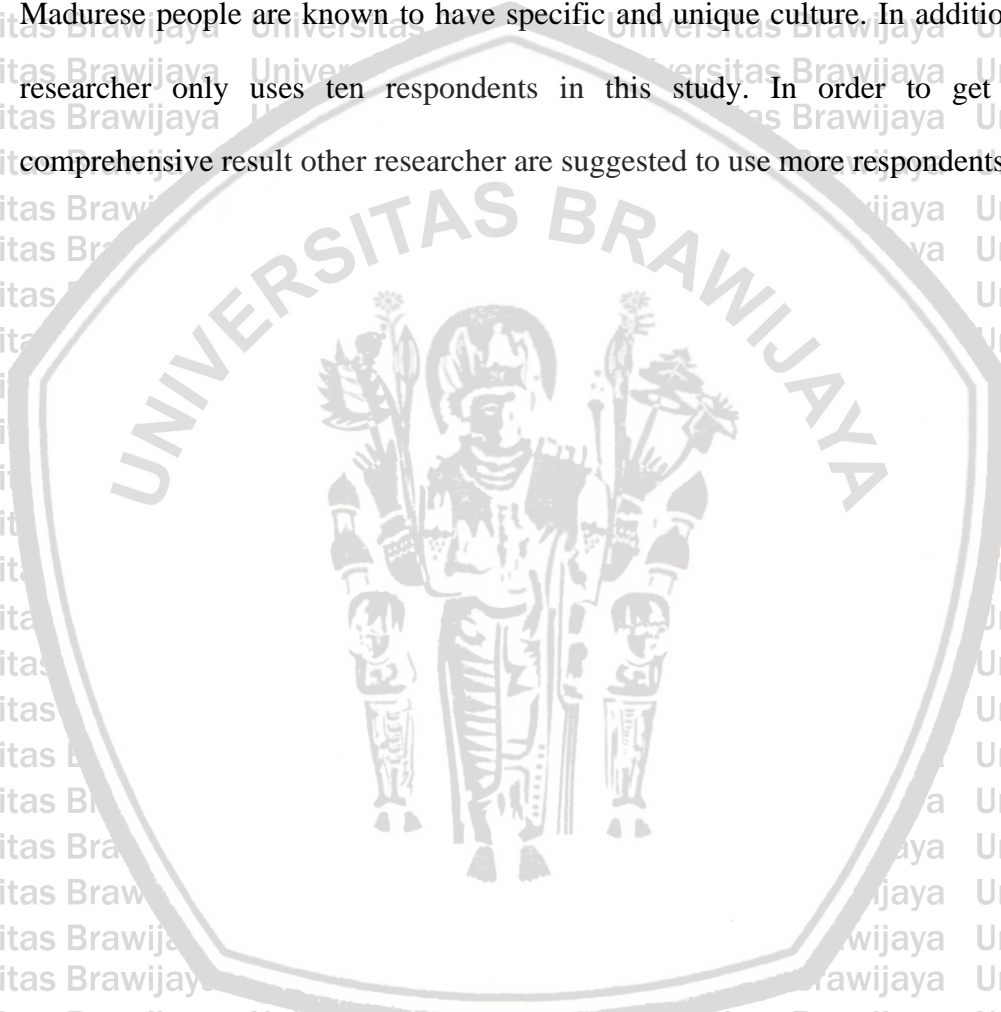 Madurese people are known to have specific and unique culture. In additio
researcher only uses ten respondents in this study. In order to get
comprehensive result other researcher are suggested to use more respondents
UNIVERSITAS BRAWIJAYA